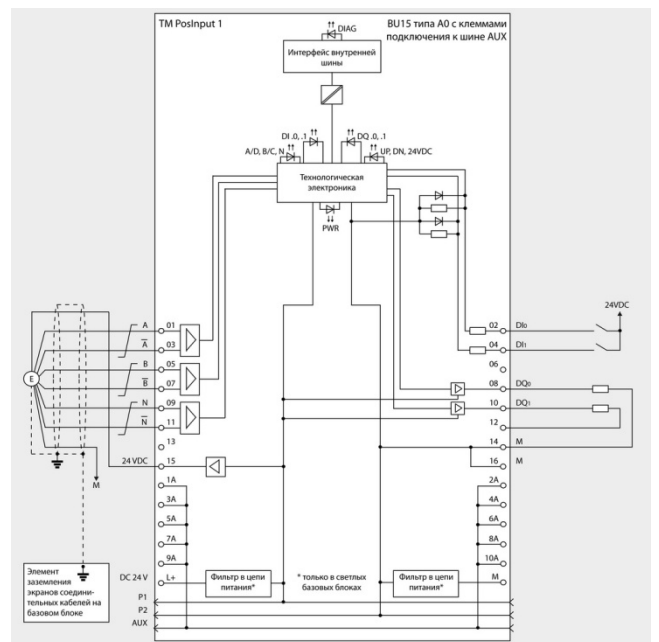 TM PosInput 1
BU15 типа A0 с клеммами
подключения к шине AUX
DIAG
Интерфейс внутренней
шины
DI .0, .1
DQ .0, .1
A/D, B/C, N
UP, DN, 24VDC
Технологическая
электроника
PWR
24VDC
A
01
02
DI0
A
03
04
DI1
B
05
06
B
07
08
DQ0
N
09
10
DQ1
N
11
12
E
13
14
M
24 VDC
15
16
M
M
1A
2A
3A
4A
5A
6A
7A
8A
9A
10A
Элемент
заземления
экранов соедини-
тельных кабелей на
базовом блоке
DC 24 V
L+
Фильтр в цепи
питания*
* только в светлых
базовых блоках
Фильтр в цепи
питания*
M
P1
P2
AUX